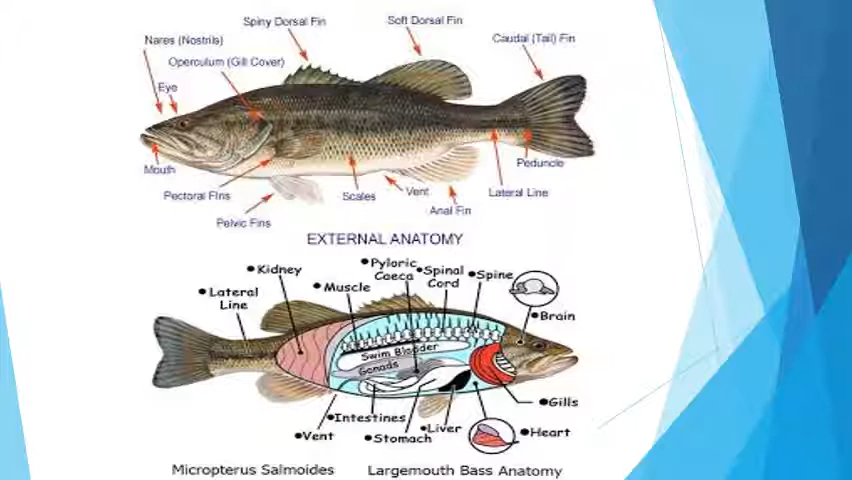 Spiny Dorsal Fin
Soft Dorsal Fin
Nares (Nostrils)
Caudal (Tail) Fin
Operculum (Gill Cover)
Eye
Mouth
Peduncle
Pectoral Fins
Scales
Vent
Lateral Line
Anal Fin
Pelvic Fins
EXTERNAL ANATOMY
Kidney
Pyloric
Caeca
Spinal
Cord
Spine
Lateral
Line
Muscle
Brain
Swim Bladder
Gonads
Gills
Intestines
Liver
Heart
Vent
Stomach
Micropterus Salmoides
Largemouth Bass Anatomy